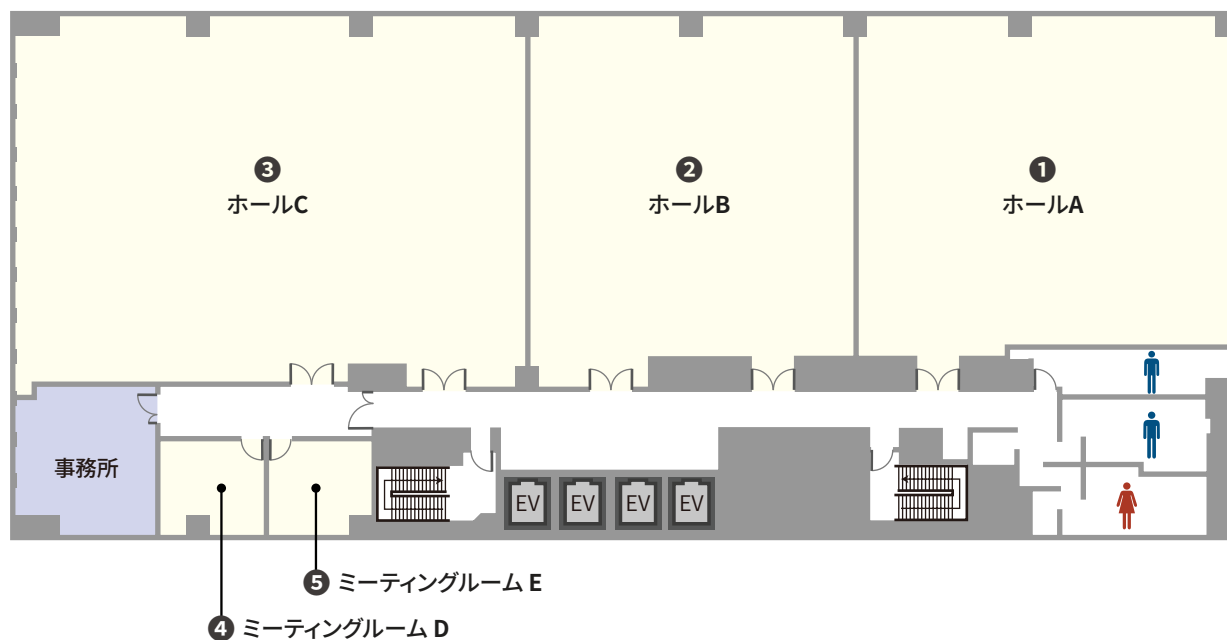 ❸
ホールC
❷
ホールB
❶
ホールA
事務所
EV
EV
EV
EV
❺ ミーティングルーム E
❹ ミーティングルーム D